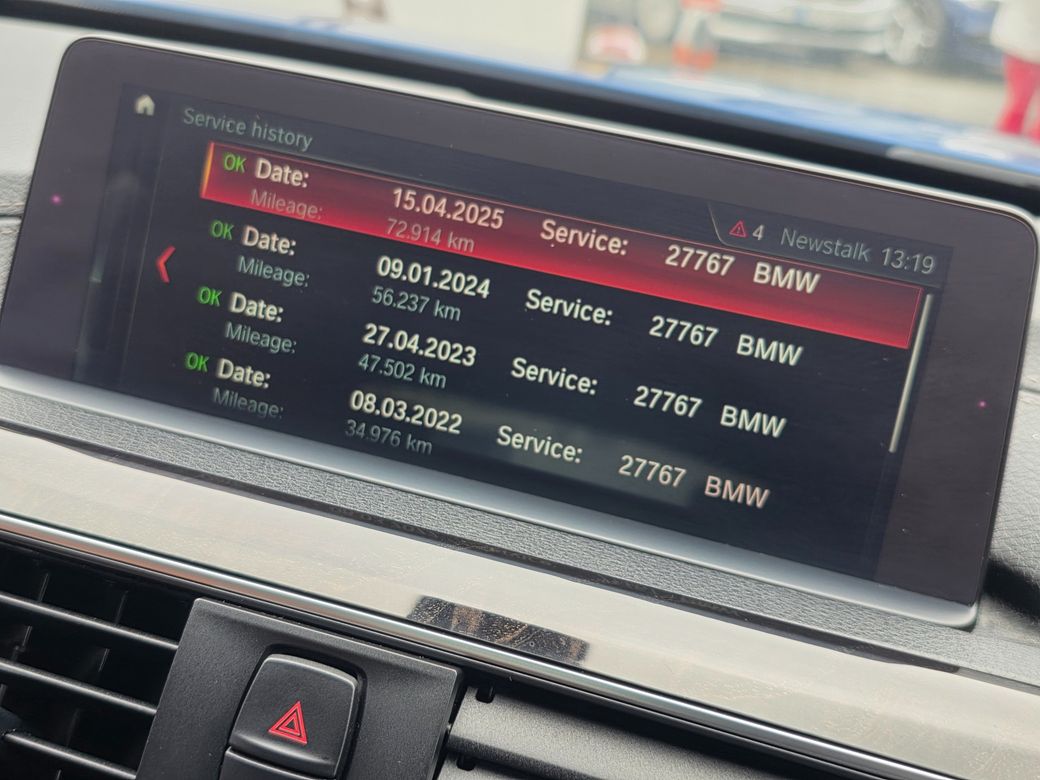 Service history
4 Newstalk 13:19
OK Date: 15.04.2025 Service: 27767 BMW
Mileage: 72.914 km
OK Date: 09.01.2024 Service: 27767 BMW
Mileage: 56.237 km
OK Date: 27.04.2023 Service: 27767 BMW
Mileage: 47.502 km
OK Date: 08.03.2022 Service: 27767 BMW
Mileage: 34.976 km